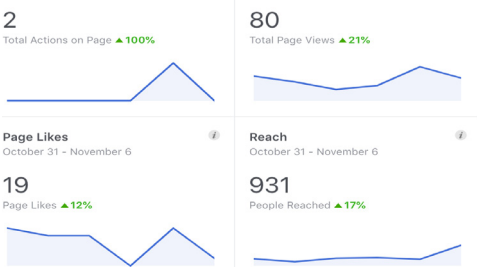 2
Total Actions on Page ▲100%
80
Total Page Views ▲21%
Page Likes i
October 31 - November 6
19
Page Likes ▲12%
Reach i
October 31 - November 6
931
People Reached ▲17%